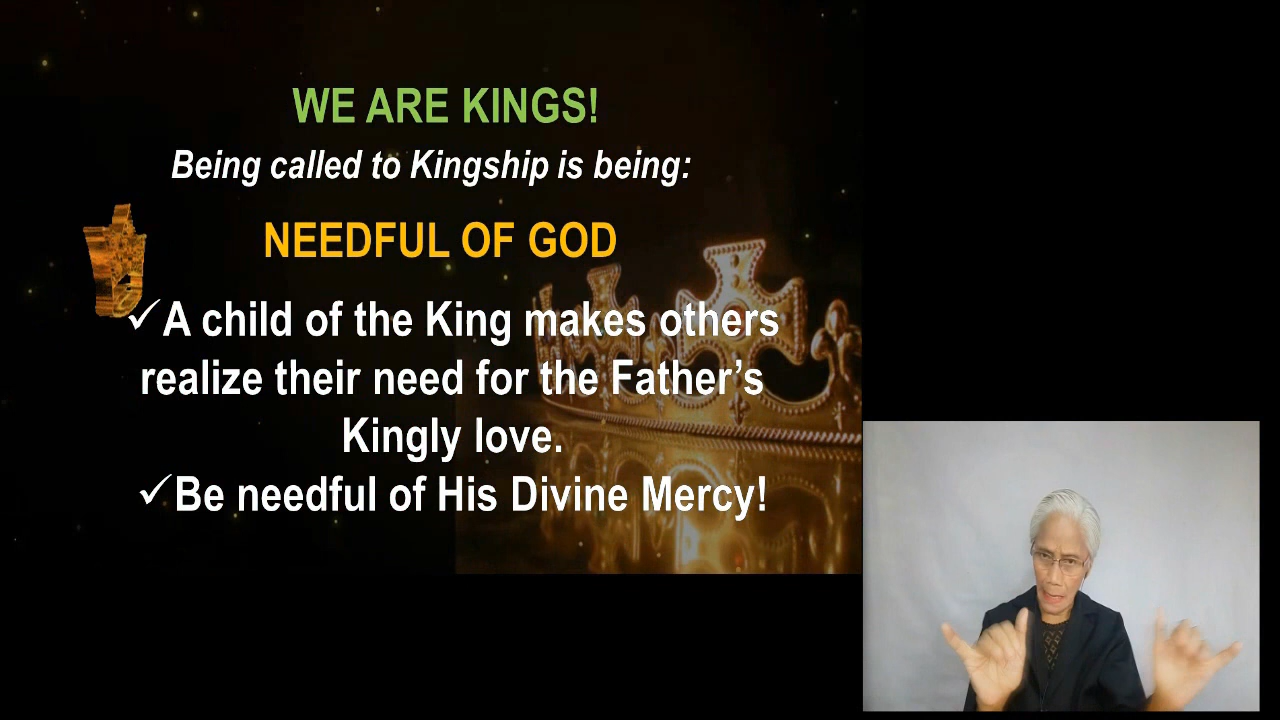 WE ARE KINGS!
Being called to Kingship is being:
NEEDFUL OF GOD
✓A child of the King makes others
realize their need for the Father’s
Kingly love.
✓Be needful of His Divine Mercy!